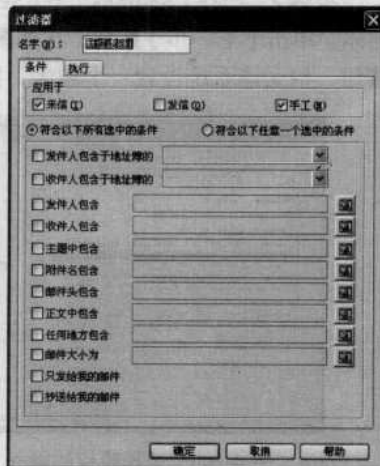 过滤器
名字(N):
条件 执行
应用于
来信(I) 发信(O) 手工(M)
符合以下所有选中的条件 符合以下任意一个选中的条件
发件人包含于地址簿的
收件人包含于地址簿的
发件人包含
收件人包含
主题中包含
附件名包含
邮件头包含
正文中包含
任何地方包含
邮件大小为
只发给我的邮件
抄送给我的邮件
确定 取消 帮助